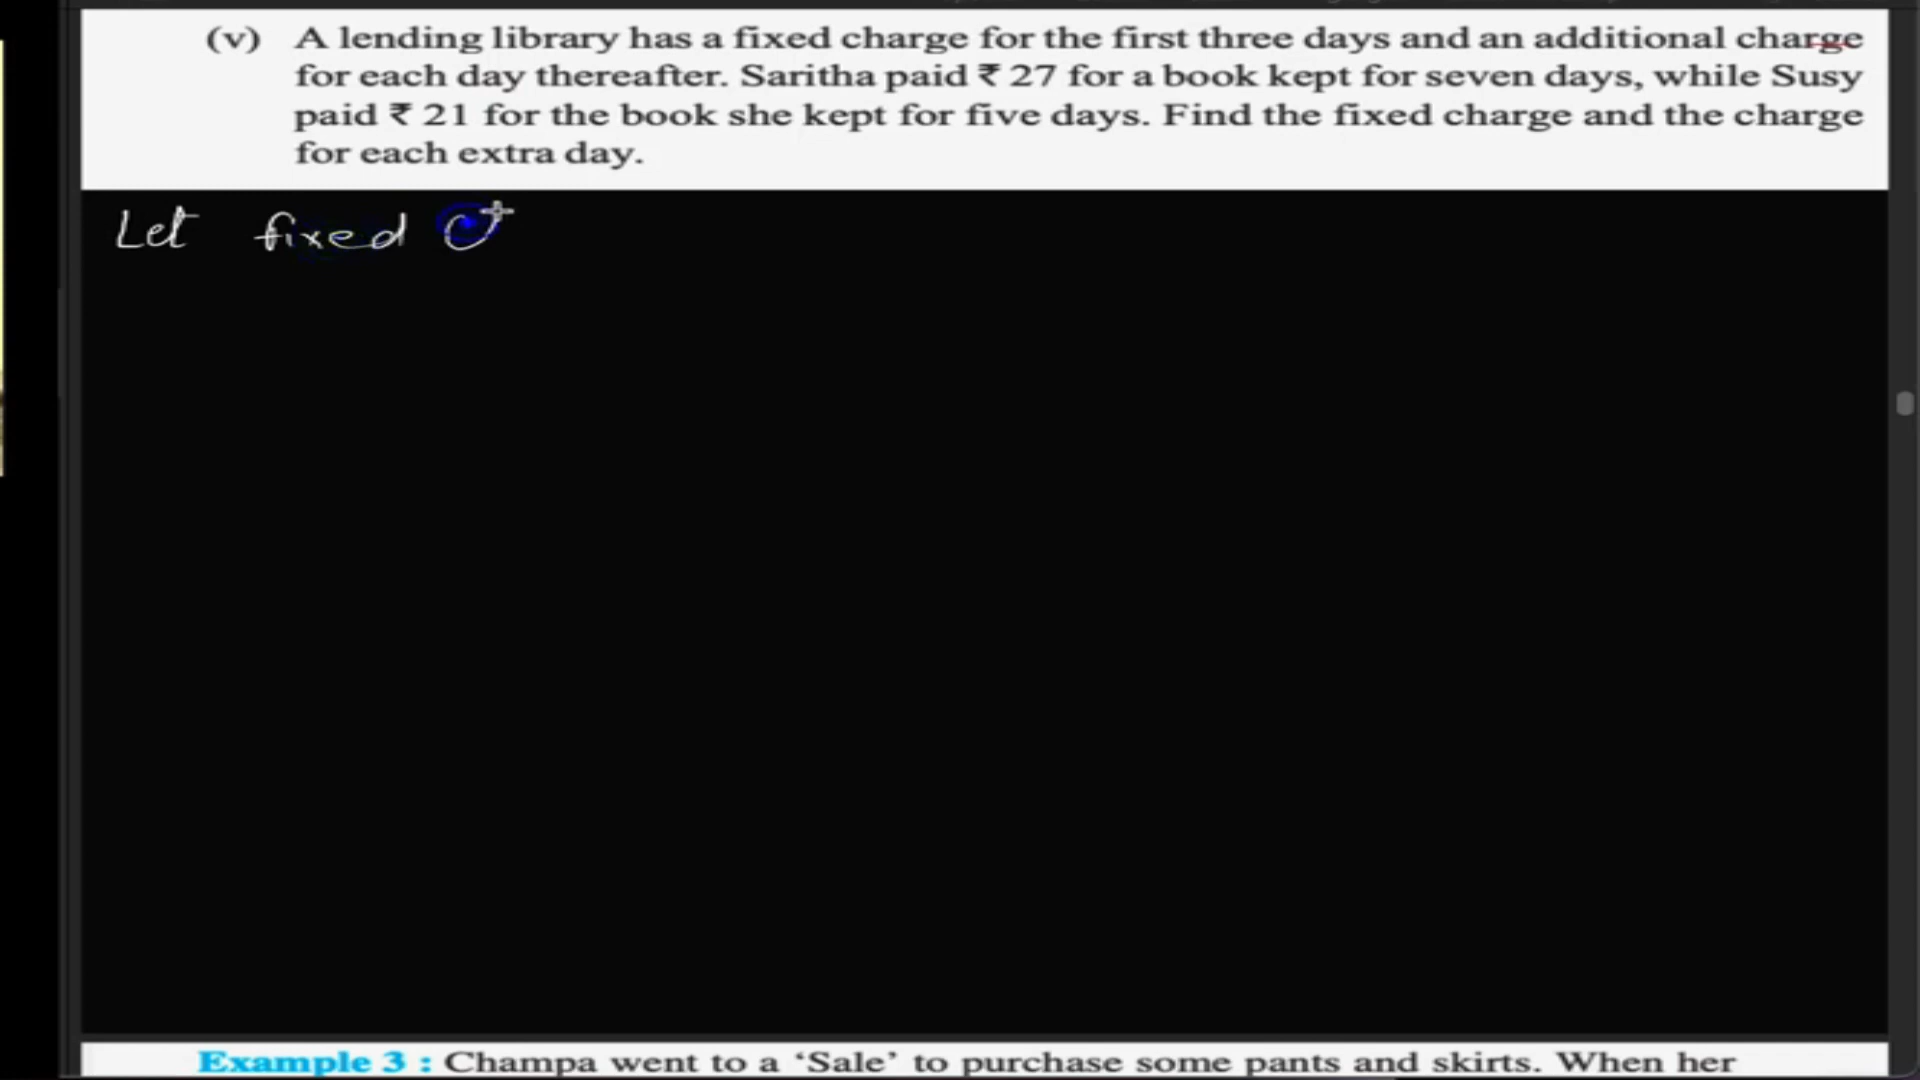 (v) A lending library has a fixed charge for the first three days and an additional charge
for each day thereafter. Saritha paid ₹ 27 for a book kept for seven days, while Susy
paid ₹ 21 for the book she kept for five days. Find the fixed charge and the charge
for each extra day.
Let fixed
Example 3 : Champa went to a ‘Sale’ to purchase some pants and skirts. When her